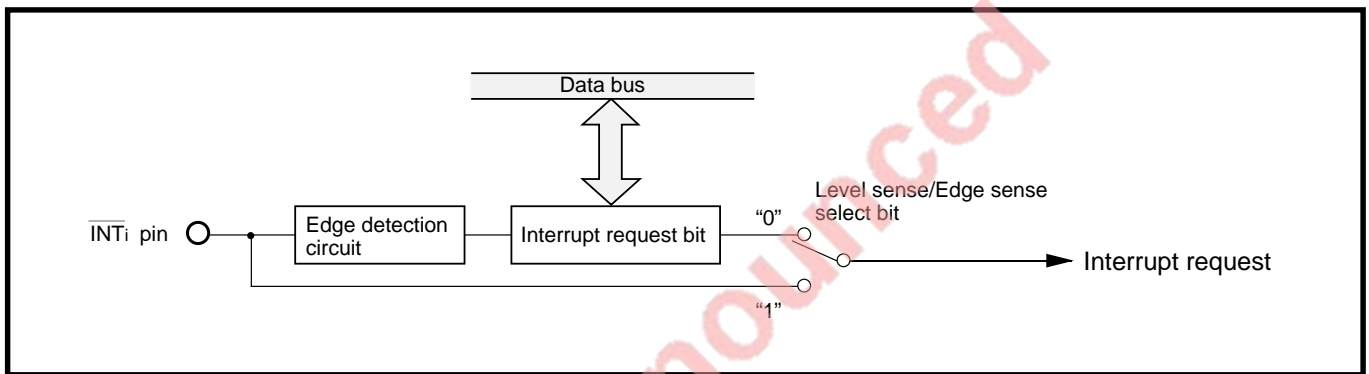 Data bus
Level sense/Edge sense
select bit
INTi pin
Edge detection
circuit
Interrupt request bit
“0”
Interrupt request
“1”
nounced